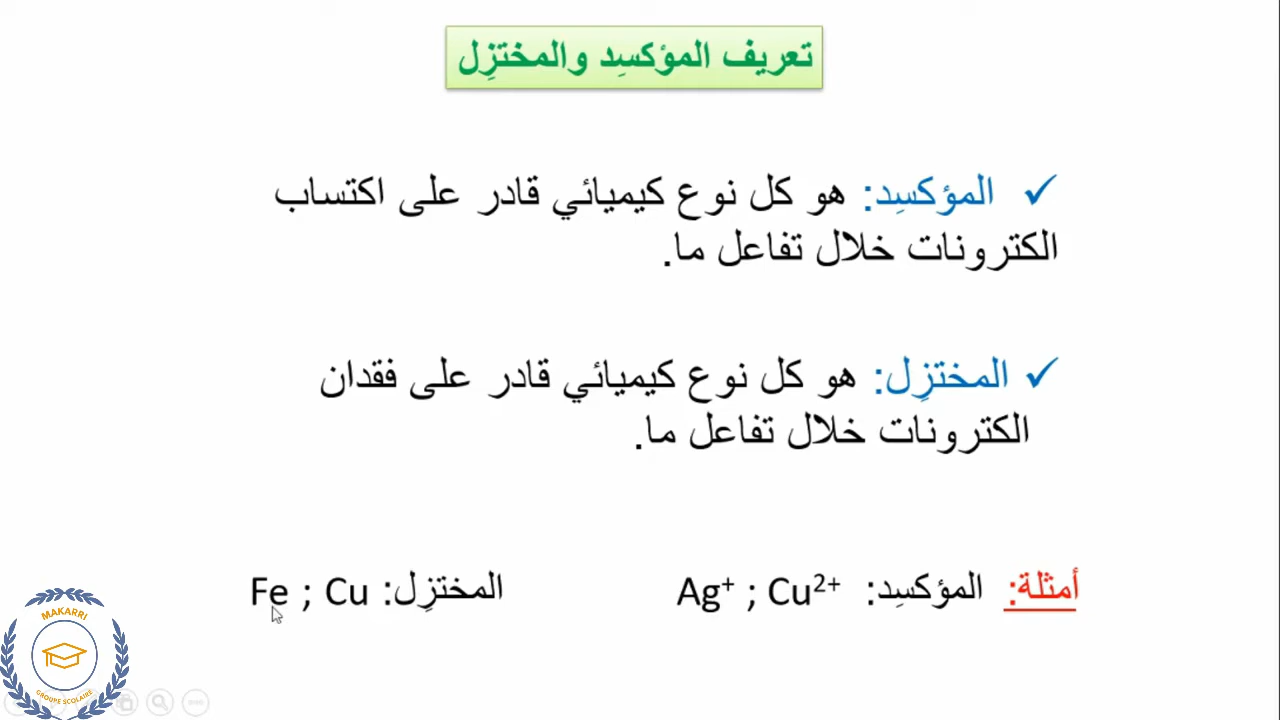 تعريف المؤكسِد والمختزِل
✓ المؤكسِد: هو كل نوع كيميائي قادر على اكتساب
الكترونات خلال تفاعل ما.
✓ المختزِل: هو كل نوع كيميائي قادر على فقدان
الكترونات خلال تفاعل ما.
أمثلة: المؤكسِد: Ag⁺ ; Cu²⁺ المختزِل: Fe ; Cu
MAKARRI
GROUPE SCOLAIRE